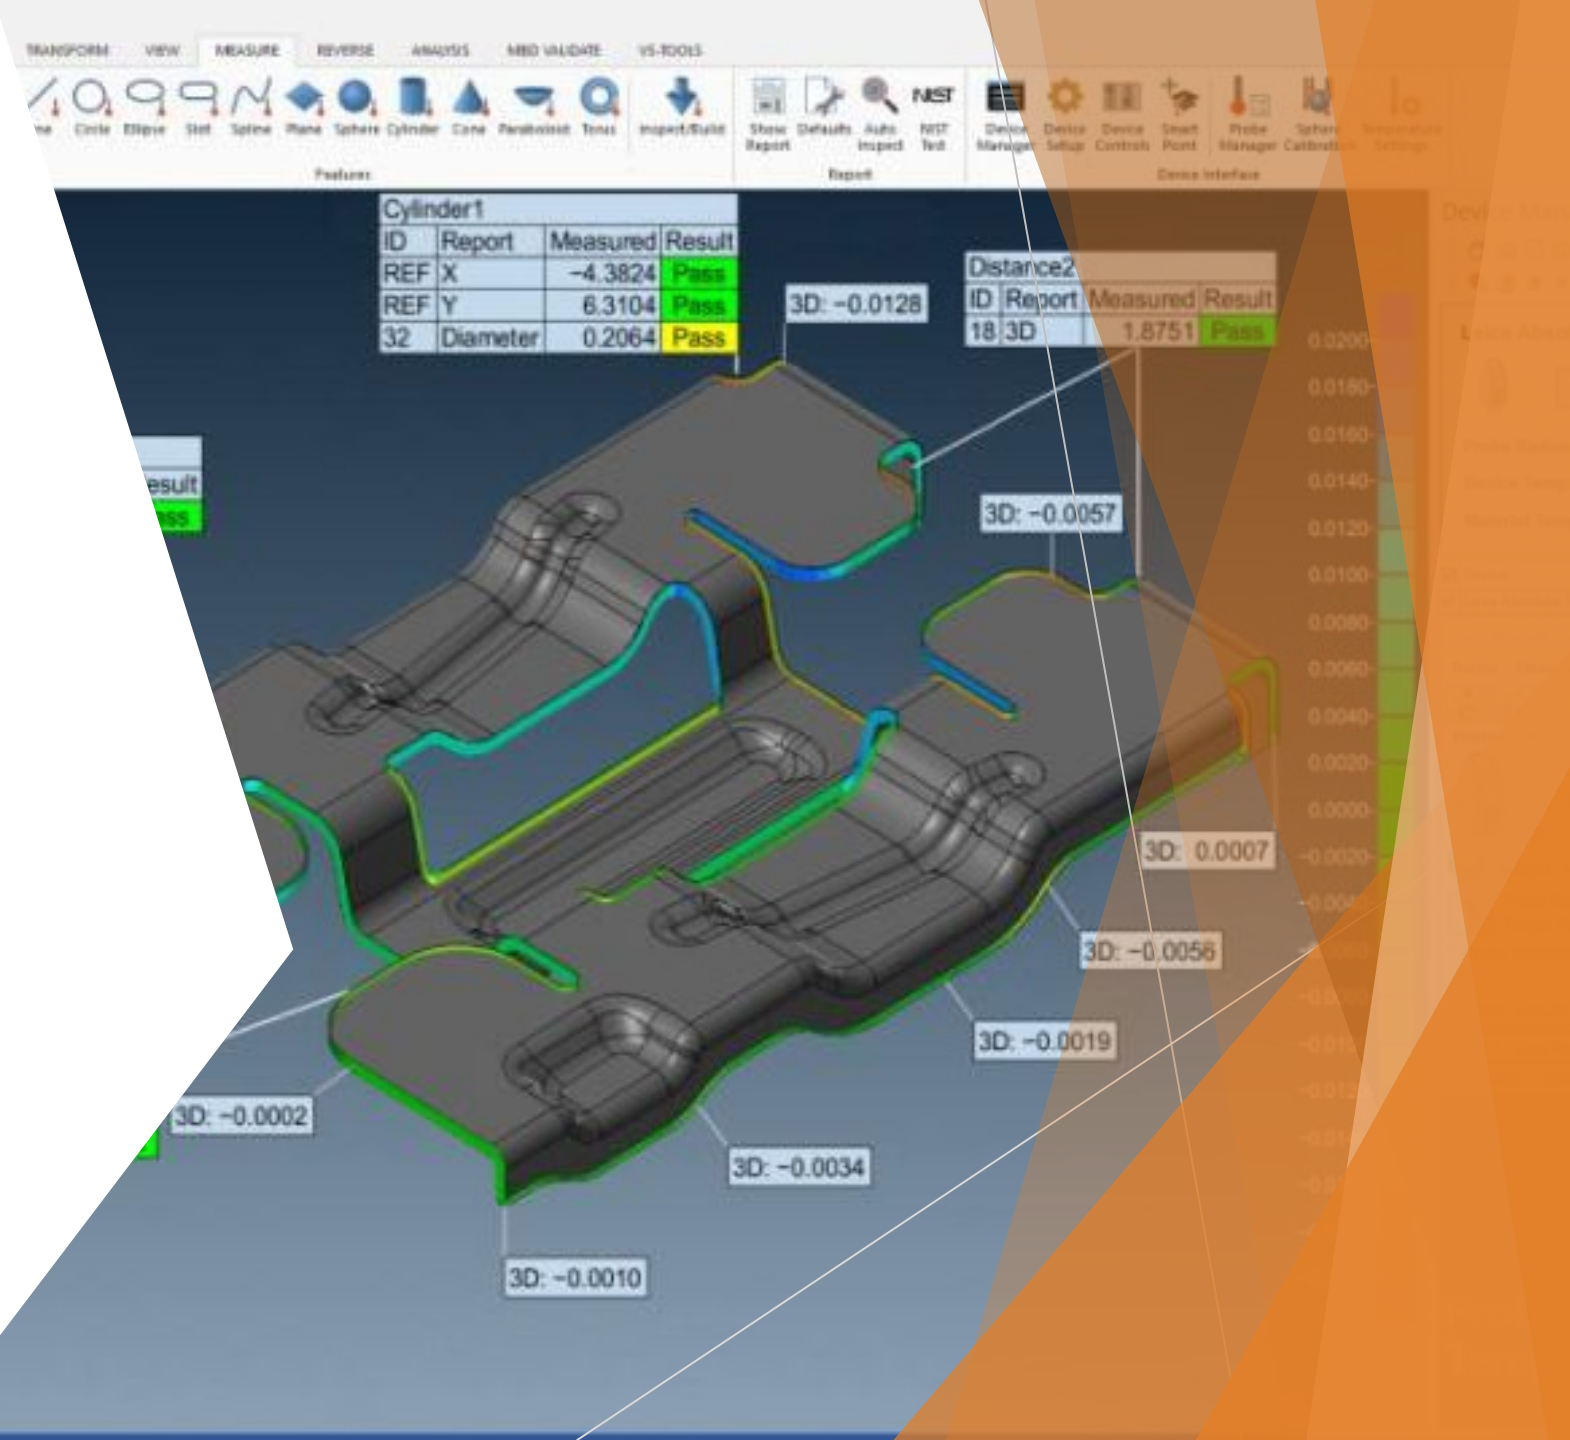 TRANSFORM VIEW MEASURE REVERSE ANALYSIS MBD VALIDATE VS-TOOLS
Circle Ellipse Slot Spline Plane Sphere Cylinder Cone Paraboloid Torus Inspect/Build Show Report Defaults Auto Inspect NIST NIST Test Device Manager Device Setup Device Controls Smart Point Probe Manager Sphere Calibration
Features Report Device Interface
Cylinder1
ID Report Measured Result
REF X −4.3824 Pass
REF Y 6.3104 Pass
32 Diameter 0.2064 Pass
3D: −0.0128
Distance2
ID Report Measured Result
18 3D 1.8751 Pass
esult
ass
3D: −0.0057
0.0200
0.0180
0.0160
0.0140
0.0120
0.0100
0.0080
0.0060
0.0040
0.0020
0.0000
−0.0020
3D: 0.0007
3D: −0.0056
3D: −0.0019
3D: −0.0002
3D: −0.0034
3D: −0.0010